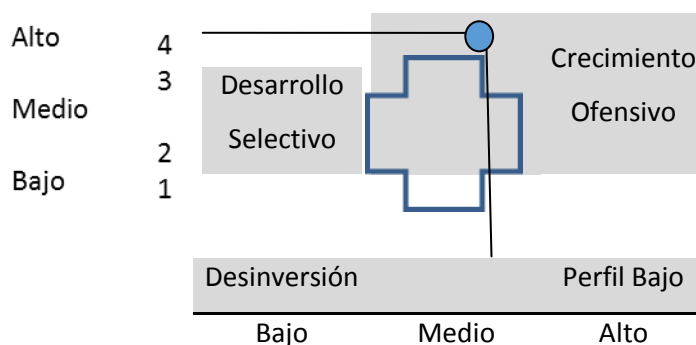 Alto 4
3
Medio
2
Bajo 1
Desarrollo
Selectivo
Crecimiento
Ofensivo
Desinversión Perfil Bajo
Bajo Medio Alto